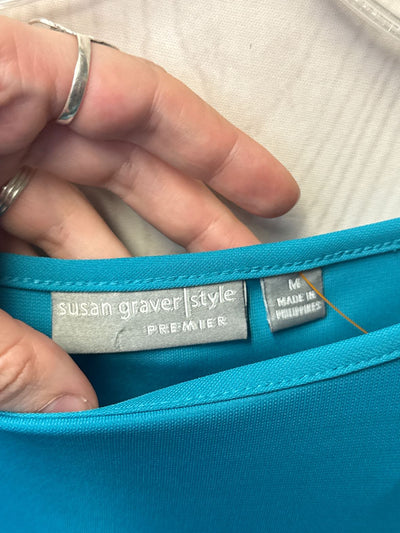 susan graver|style
PREMIER
M
MADE IN
PHILIPPINES